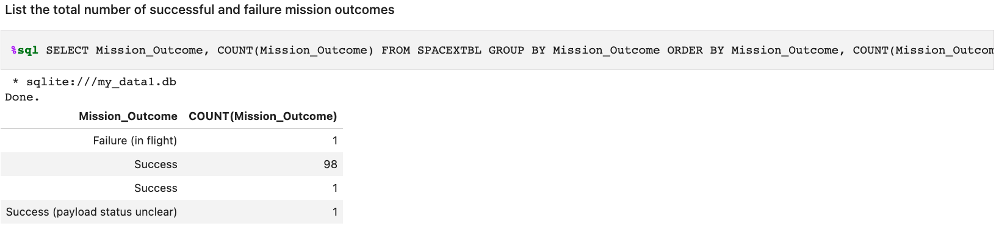 List the total number of successful and failure mission outcomes
%sql SELECT Mission_Outcome, COUNT(Mission_Outcome) FROM SPACEXTBL GROUP BY Mission_Outcome ORDER BY Mission_Outcome, COUNT(Mission_Outcom
* sqlite:///my_data1.db
Done.
Mission_Outcome COUNT(Mission_Outcome)
Failure (in flight) 1
Success 98
Success 1
Success (payload status unclear) 1